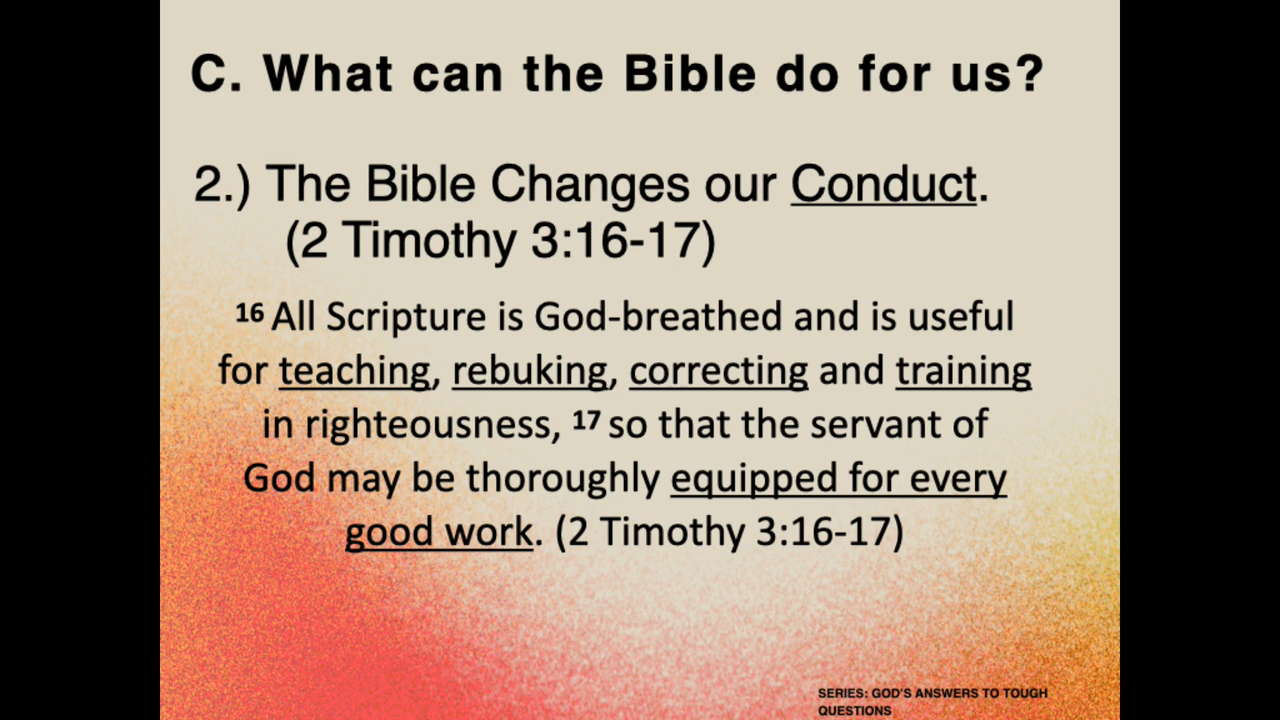 C. What can the Bible do for us?
2.) The Bible Changes our Conduct.
(2 Timothy 3:16-17)
16 All Scripture is God-breathed and is useful
for teaching, rebuking, correcting and training
in righteousness, 17 so that the servant of
God may be thoroughly equipped for every
good work. (2 Timothy 3:16-17)
SERIES: GOD'S ANSWERS TO TOUGH
QUESTIONS